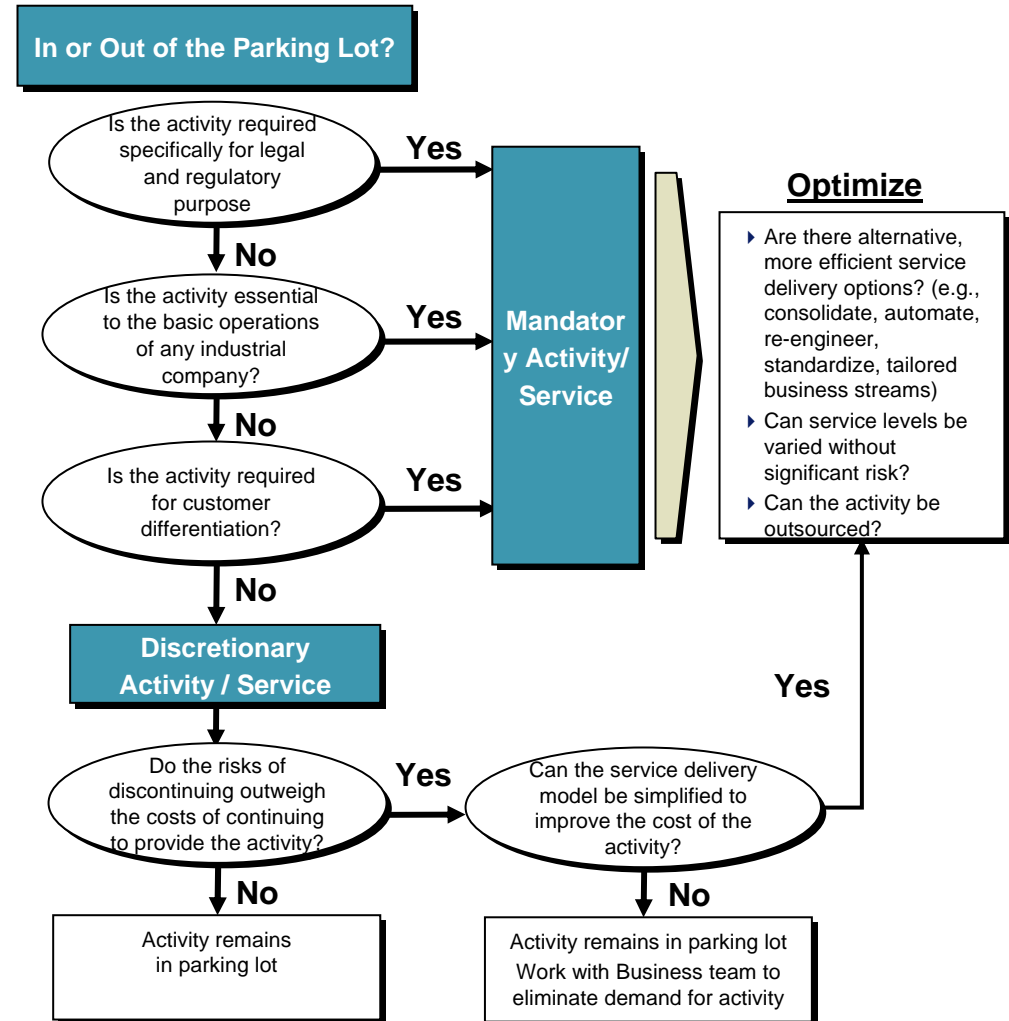 In or Out of the Parking Lot?
Is the activity required
specifically for legal
and regulatory
purpose
Yes
No
Is the activity essential
to the basic operations
of any industrial
company?
Yes
No
Is the activity required
for customer
differentiation?
Yes
No
Mandator
y Activity/
Service
Optimize
Are there alternative,
more efficient service
delivery options? (e.g.,
consolidate, automate,
re-engineer,
standardize, tailored
business streams)
Can service levels be
varied without
significant risk?
Can the activity be
outsourced?
Discretionary
Activity / Service
Do the risks of
discontinuing outweigh
the costs of continuing
to provide the activity?
Yes
Can the service delivery
model be simplified to
improve the cost of the
activity?
Yes
No
Activity remains
in parking lot
No
Activity remains in parking lot
Work with Business team to
eliminate demand for activity